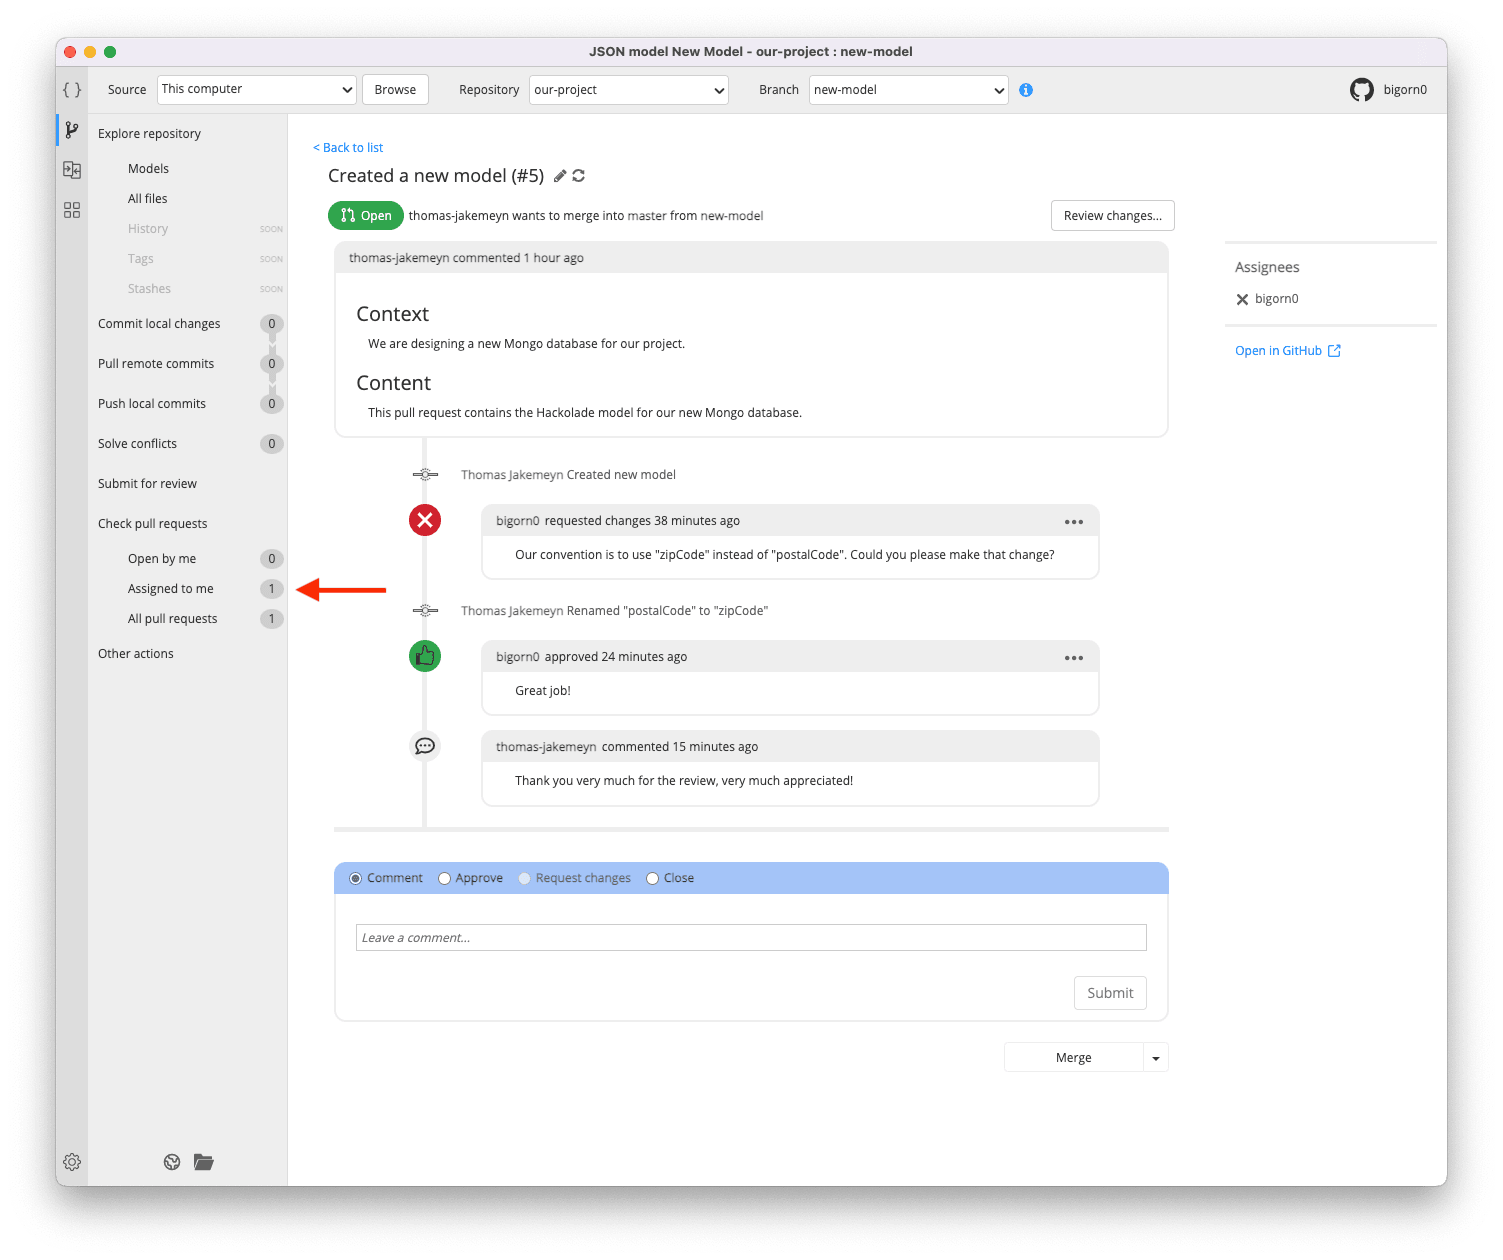 JSON model New Model - our-project : new-model
Source This computer Browse Repository our-project Branch new-model bigorn0
Explore repository
Models
All files
History SOON
Tags SOON
Stashes SOON
Commit local changes 0
Pull remote commits 0
Push local commits 0
Solve conflicts 0
Submit for review
Check pull requests
Open by me 0
Assigned to me 1
All pull requests 1
Other actions
< Back to list
Created a new model (#5)
Open thomas-jakemeyn wants to merge into master from new-model Review changes...
thomas-jakemeyn commented 1 hour ago
Context
We are designing a new Mongo database for our project.
Content
This pull request contains the Hackolade model for our new Mongo database.
Thomas Jakemeyn Created new model
bigorn0 requested changes 38 minutes ago
Our convention is to use "zipCode" instead of "postalCode". Could you please make that change?
Thomas Jakemeyn Renamed "postalCode" to "zipCode"
bigorn0 approved 24 minutes ago
Great job!
thomas-jakemeyn commented 15 minutes ago
Thank you very much for the review, very much appreciated!
Comment Approve Request changes Close
Leave a comment...
Submit
Merge
Assignees
bigorn0
Open in GitHub